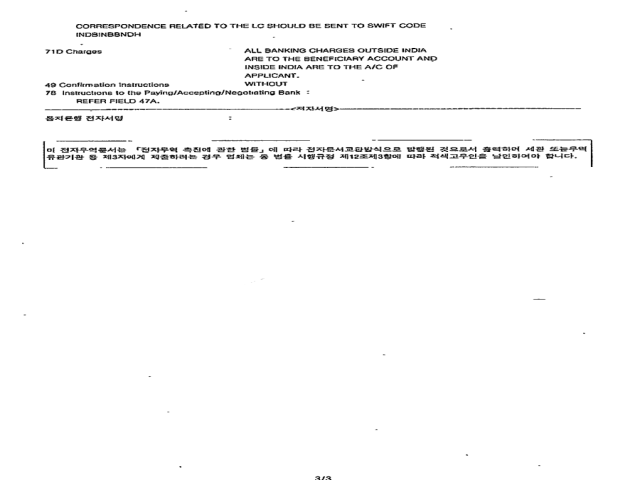 CORRESPONDENCE RELATED TO THE LC SHOULD BE SENT TO SWIFT CODE
INDBINBBNDH
71D Charges ALL BANKING CHARGES OUTSIDE INDIA
ARE TO THE BENEFICIARY ACCOUNT AND
INSIDE INDIA ARE TO THE A/C OF
APPLICANT.
49 Confirmation Instructions WITHOUT
78 Instructions to the Paying/Accepting/Negotiating Bank :
REFER FIELD 47A.
<전자서명>
통지은행 전자서명 :
이 전자무역문서는 「전자무역 촉진에 관한 법률」에 따라 전자문서교환방식으로 발행된 것으로서 출력하여 세관 또는무역
유관기관 등 제3자에게 제출하려는 경우 업체는 동 법률 시행규정 제12조제3항에 따라 적색고무인을 날인하여야 합니다.
3/3